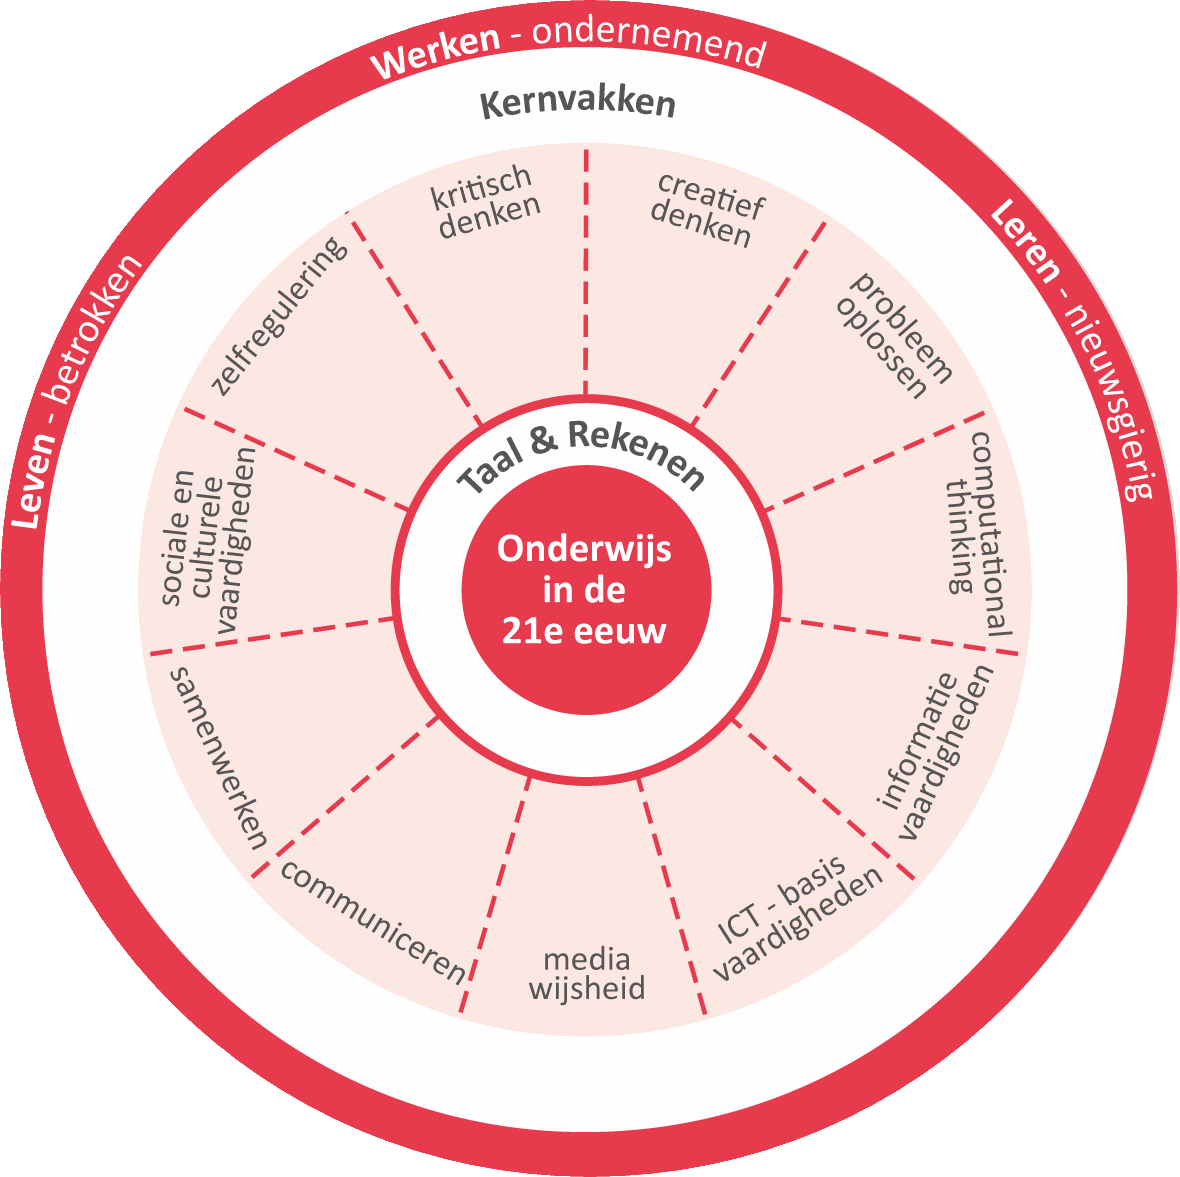 Werken - ondernemend
Leren - nieuwsgierig
Leven - betrokken
Kernvakken
kritisch
denken
creatief
denken
probleem
oplossen
computational
thinking
informatie
vaardigheden
ICT - basis
vaardigheden
media
wijsheid
communiceren
samenwerken
sociale en
culturele
vaardigheden
zelfregulering
Taal & Rekenen
Onderwijs
in de
21e eeuw